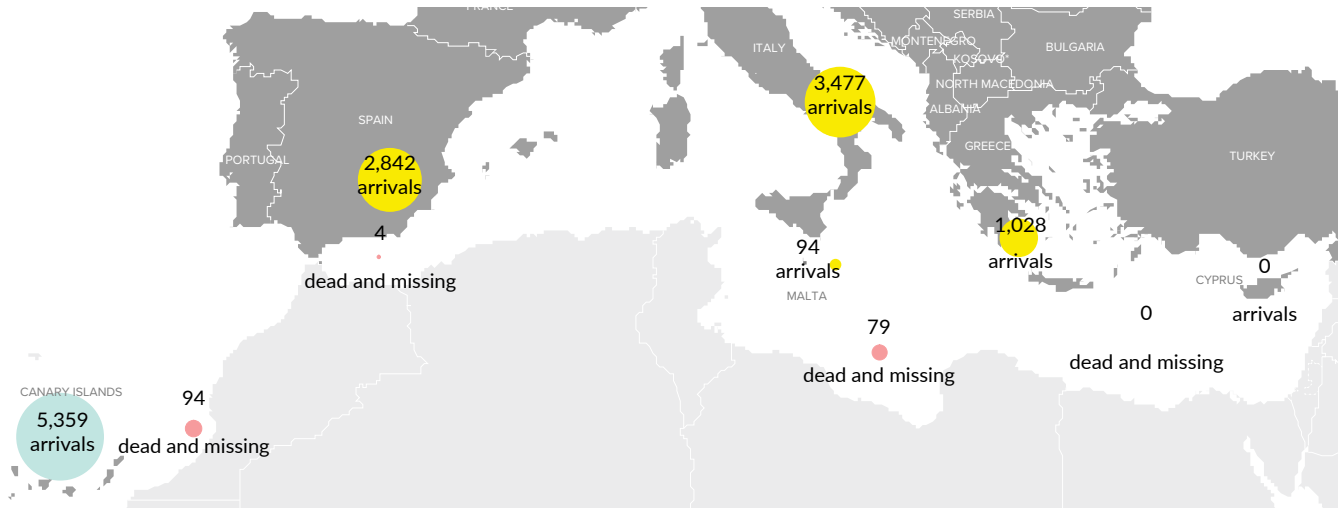 FRANCE
SERBIA
MONTENEGRO
ITALY
BULGARIA
KOSOVO*
3,477
arrivals
NORTH MACEDONIA
ALBANIA
SPAIN
GREECE
PORTUGAL
2,842
arrivals
TURKEY
4
dead and missing
1,028
arrivals
94
arrivals
MALTA
0
arrivals
CYPRUS
0
dead and missing
79
dead and missing
CANARY ISLANDS
5,359
arrivals
94
dead and missing